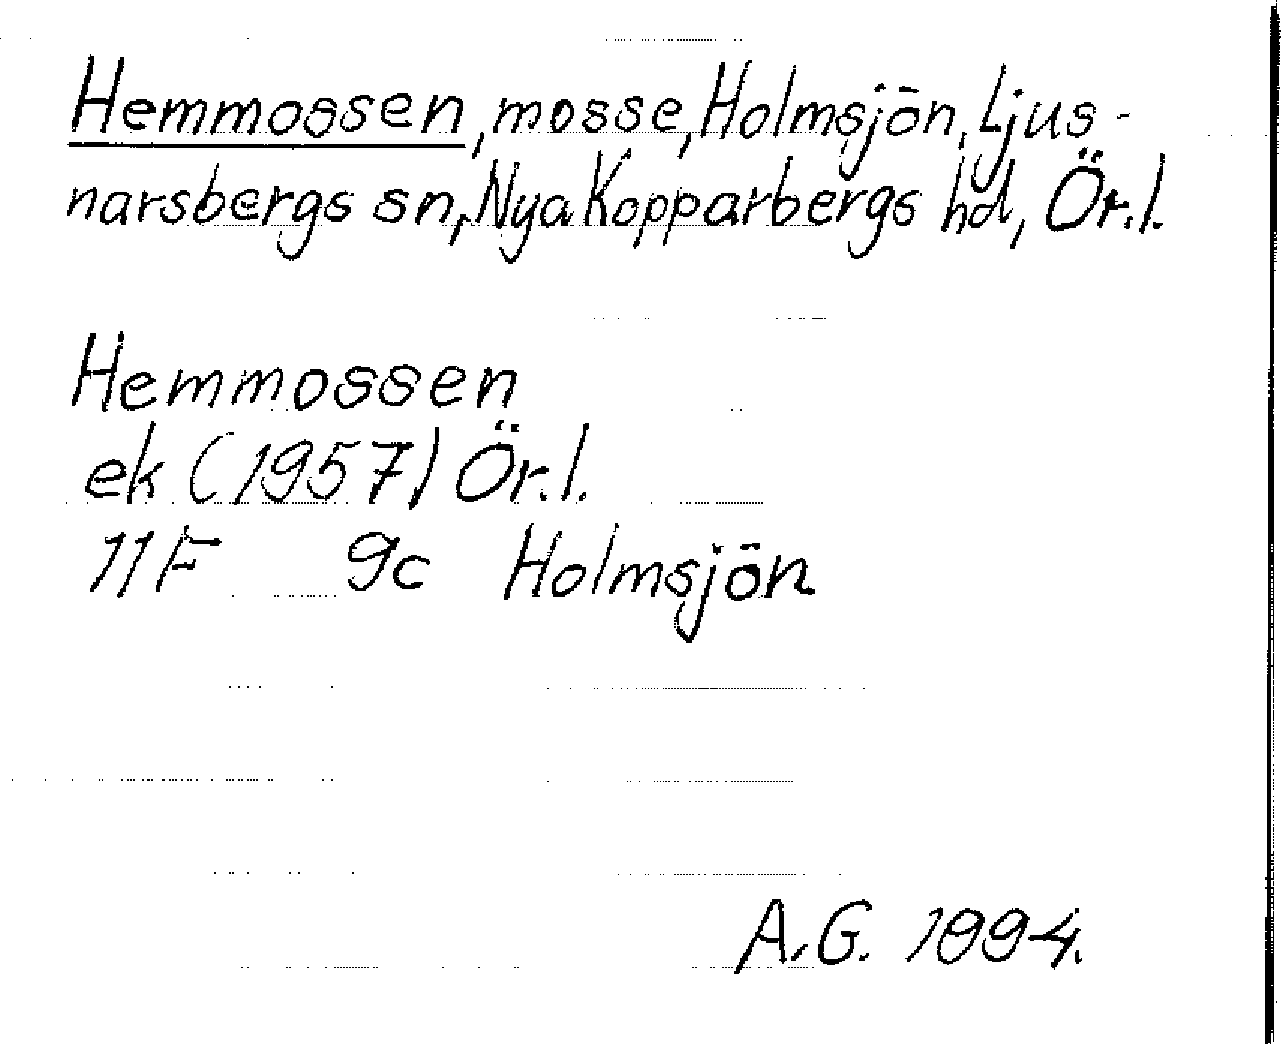 Hemmossen, mosse, Holmsjön, Ljus-
narsbergs sn, Nya Kopparbergs hd, Ör.l.
Hemmossen
ek (1957) Ör.l.
11F 9c Holmsjön
A.G. 1994.